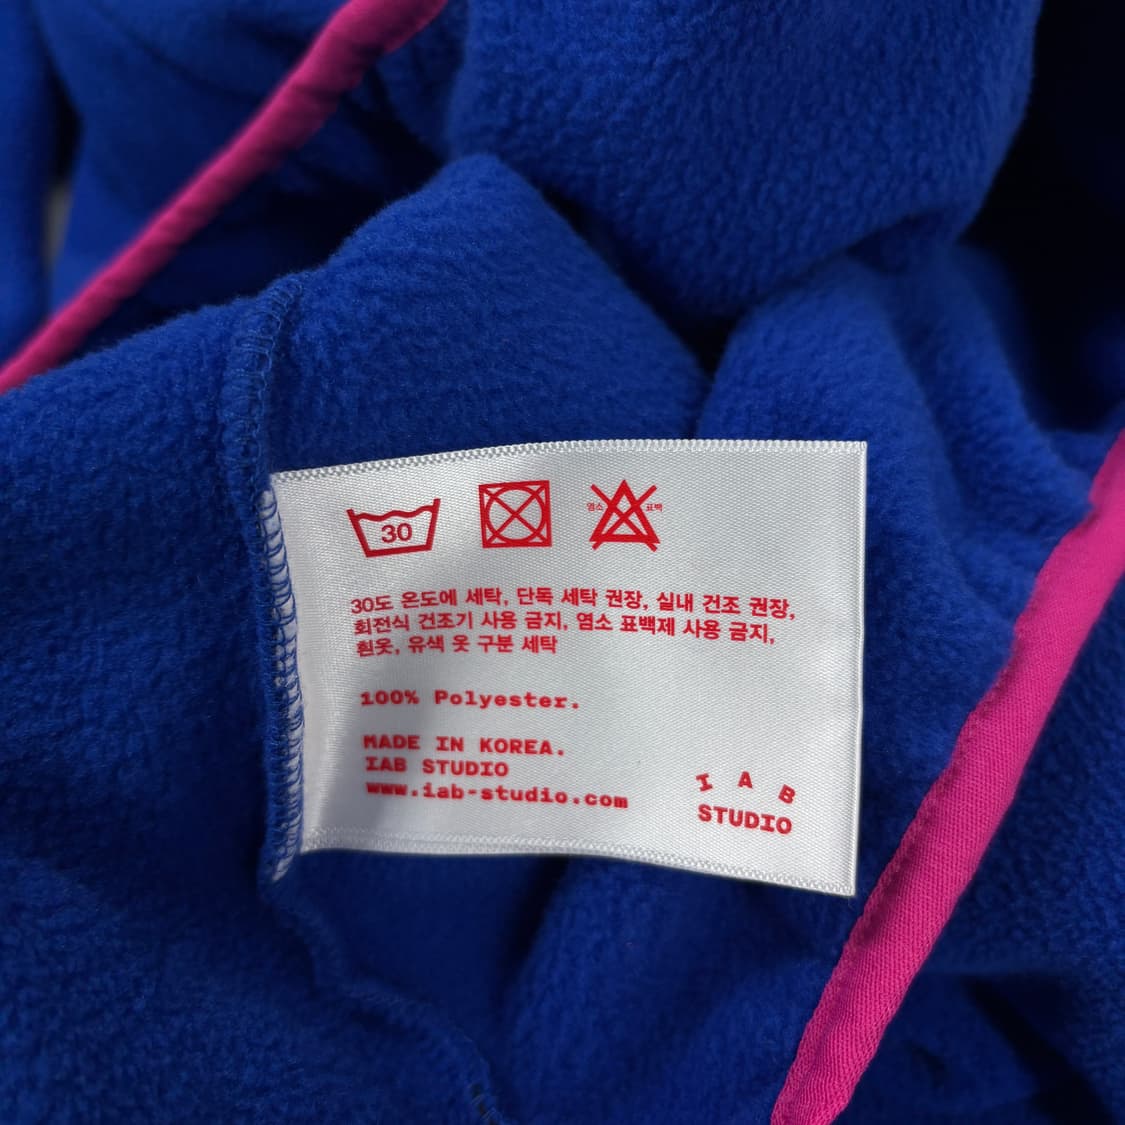 30
염소 표백
30도 온도에 세탁, 단독 세탁 권장, 실내 건조 권장,
회전식 건조기 사용 금지, 염소 표백제 사용 금지,
흰옷, 유색 옷 구분 세탁
100% Polyester.
MADE IN KOREA.
IAB STUDIO
www.iab-studio.com
I A B
STUDIO